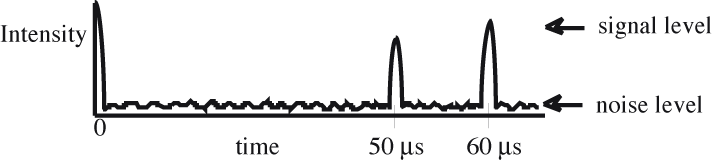 Intensity
signal level
noise level
0
time
50 μs
60 μs